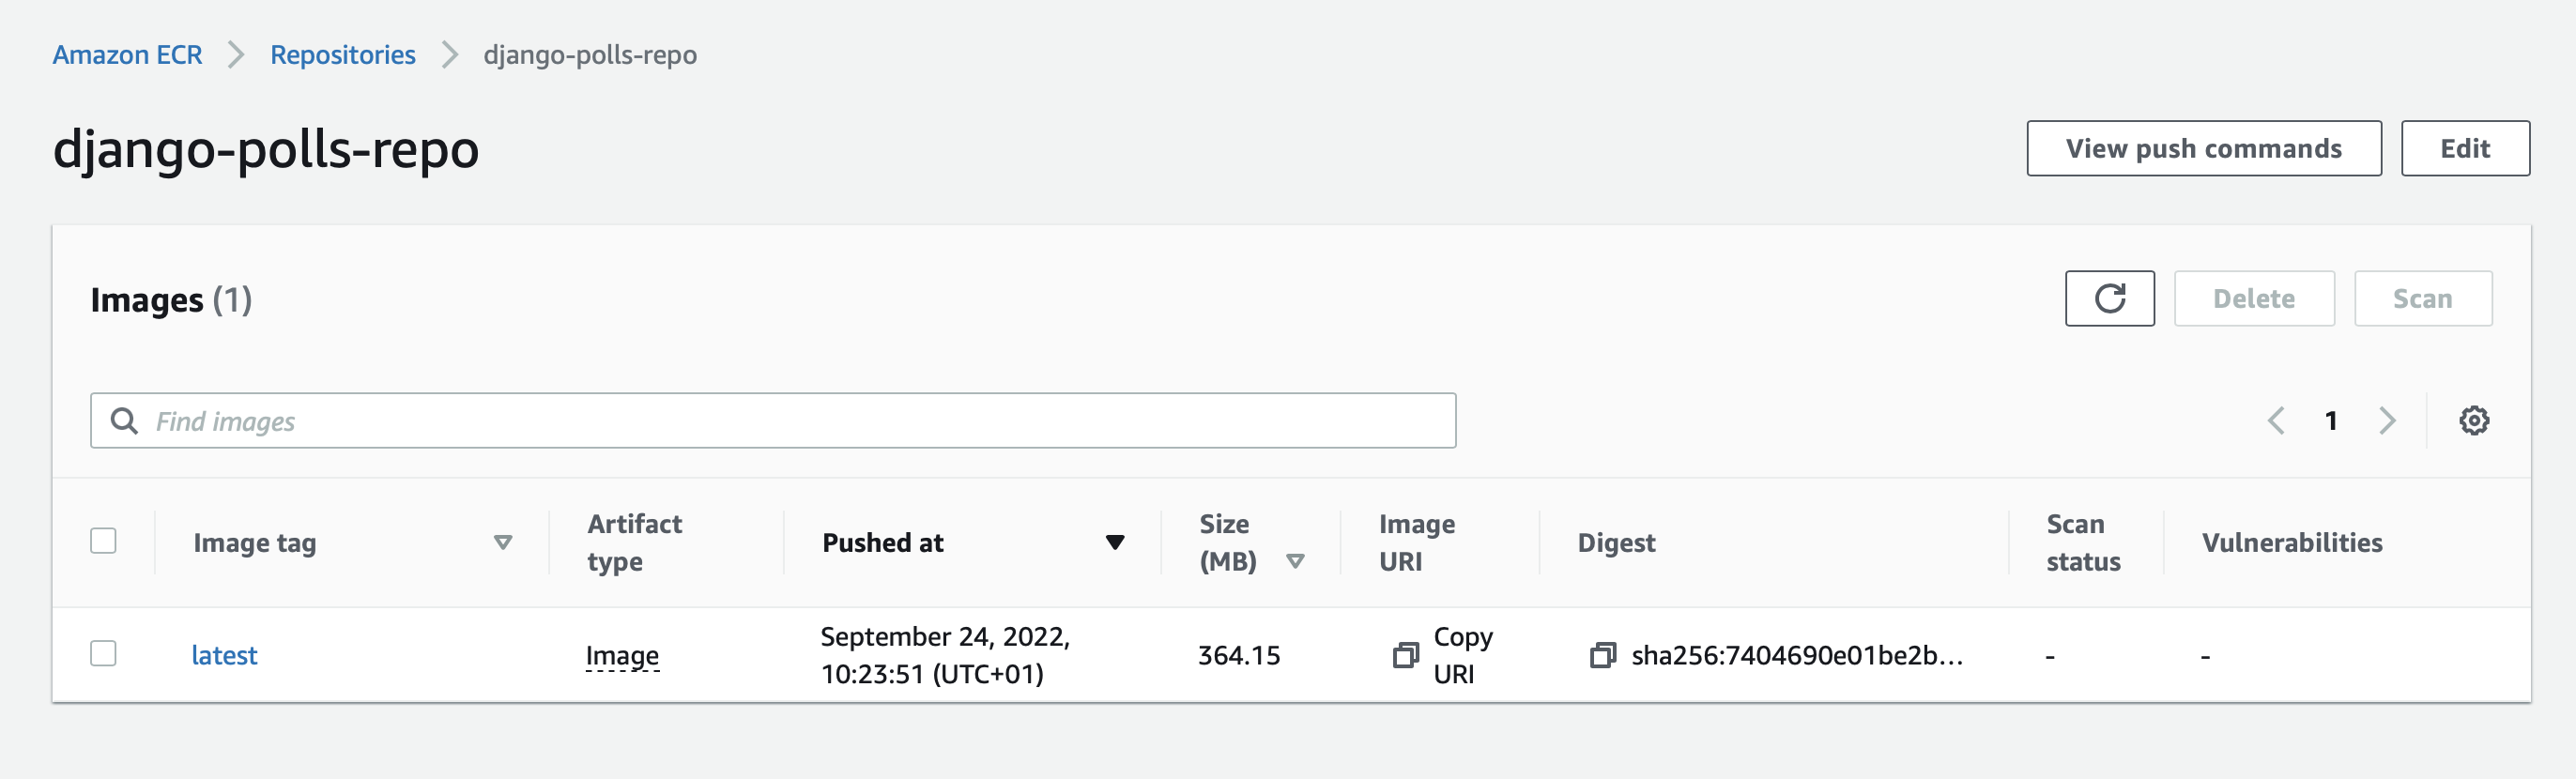 Amazon ECR Repositories django-polls-repo
django-polls-repo
View push commands
Edit
Images (1)
Delete
Scan
Find images
1
Image tag
Artifact
type
Pushed at
Size
(MB)
Image
URI
Digest
Scan
status
Vulnerabilities
latest
Image
September 24, 2022,
10:23:51 (UTC+01)
364.15
Copy
URI
sha256:7404690e01be2b...
-
-